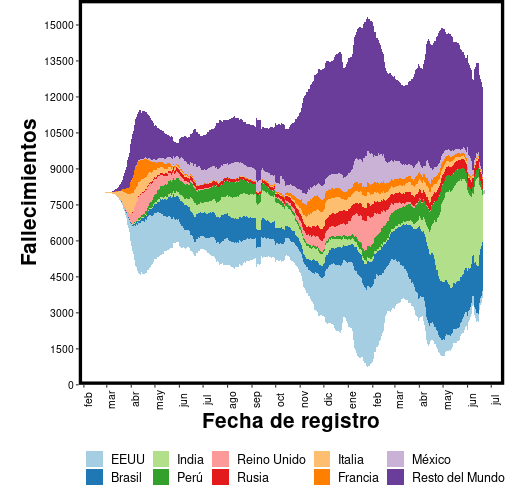 Fallecimientos
15000
13500
12000
10500
9000
7500
6000
4500
3000
1500
0
feb mar abr may jun jul ago sep oct nov dic ene feb mar abr may jun jul
Fecha de registro
EEUU India Reino Unido Italia México
Brasil Perú Rusia Francia Resto del Mundo